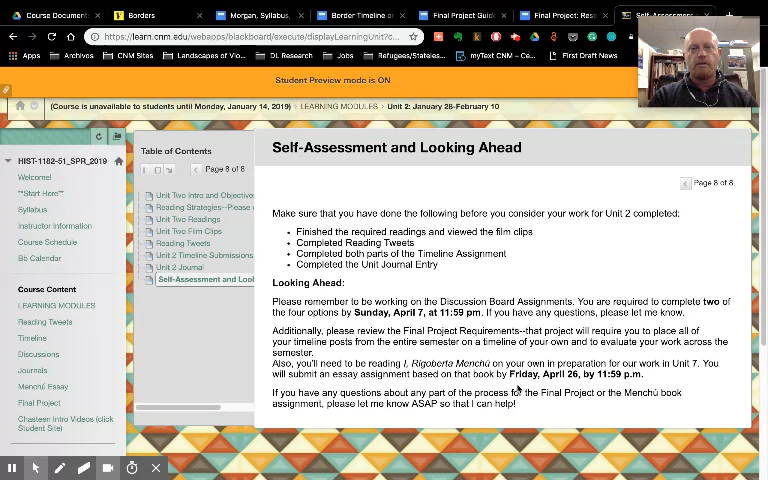 Course Document:
Borders
Morgan, Syllabus,
Border Timeline o
Final Project Guid
Final Project: Rese
Self-Assessment
https://learn.cnm.edu/webapps/blackboard/execute/displayLearningUnit?c
Apps
Archivos
CNM Sites
Landscapes of Vio...
DL Research
Jobs
Refugees/Stateles...
myText CNM – Ce...
First Draft News
Student Preview mode is ON
(Course is unavailable to students until Monday, January 14, 2019)
LEARNING MODULES
Unit 2: January 28-February 10
HIST-1182-51_SPR_2019
Welcome!
**Start Here**
Syllabus
Instructor Information
Course Schedule
Bb Calendar
Course Content
LEARNING MODULES
Reading Tweets
Timeline
Discussions
Journals
Menchú Essay
Final Project
Chasteen Intro Videos (click
Student Site)
Table of Contents
Page 8 of 8
Unit Two Intro and Objective
Reading Strategies--Please
Unit Two Readings
Unit Two Film Clips
Reading Tweets
Unit 2 Timeline Submissions
Unit 2 Journal
Self-Assessment and Look
Self-Assessment and Looking Ahead
Page 8 of 8
Make sure that you have done the following before you consider your work for Unit 2 completed:
• Finished the required readings and viewed the film clips
• Completed Reading Tweets
• Completed both parts of the Timeline Assignment
• Completed the Unit Journal Entry
Looking Ahead:
Please remember to be working on the Discussion Board Assignments. You are required to complete two of
the four options by Sunday, April 7, at 11:59 pm. If you have any questions, please let me know.
Additionally, please review the Final Project Requirements--that project will require you to place all of
your timeline posts from the entire semester on a timeline of your own and to evaluate your work across the
semester.
Also, you'll need to be reading I, Rigoberta Menchú on your own in preparation for our work in Unit 7. You
will submit an essay assignment based on that book by Friday, April 26, by 11:59 p.m.
If you have any questions about any part of the process for the Final Project or the Menchú book
assignment, please let me know ASAP so that I can help!